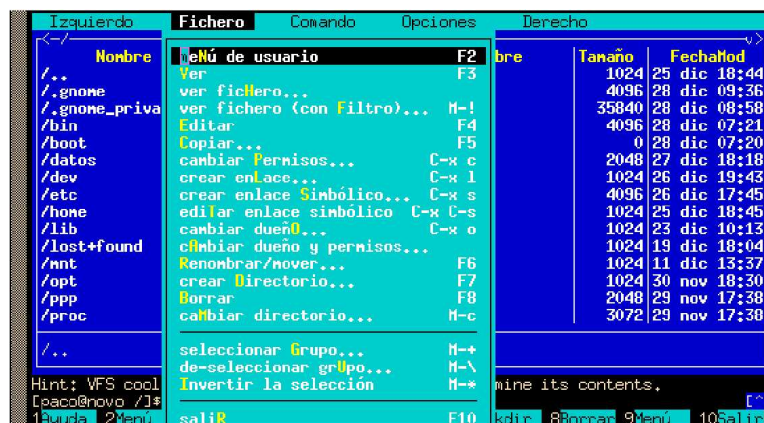 Izquierdo Fichero Comando Opciones Derecho
<-/ v>
Nombre meNú de usuario F2 bre Tamaño FechaMod
/.. Ver F3 1024 25 dic 18:44
/.gnome ver ficHero... 4096 28 dic 09:36
/.gnome_priva ver fichero (con Filtro)... M-! 35840 28 dic 08:58
/bin Editar F4 4096 28 dic 07:21
/boot Copiar... F5 0 28 dic 07:20
/datos cambiar Permisos... C-x c 2048 27 dic 18:18
/dev crear enLace... C-x l 1024 26 dic 19:43
/etc crear enlace Simbólico... C-x s 4096 26 dic 17:45
/home ediTar enlace simbólico C-x C-s 1024 25 dic 18:45
/lib cambiar dueñO... C-x o 1024 23 dic 10:13
/lost+found cAmbiar dueño y permisos... 1024 19 dic 18:04
/mnt Renombrar/mover... F6 1024 11 dic 13:37
/opt crear Directorio... F7 1024 30 nov 18:30
/ppp Borrar F8 2048 29 nov 17:38
/proc caMbiar directorio... M-c 3072 29 nov 17:38
/.. seleccionar Grupo... M-+
de-seleccionar grUpo... M-\
Hint: VFS cool Invertir la selección M-* mine its contents.
[paco@novo /]$ [^
1Ayuda 2Menú saliR F10 kdir 8Borrar 9Menú 10Salir